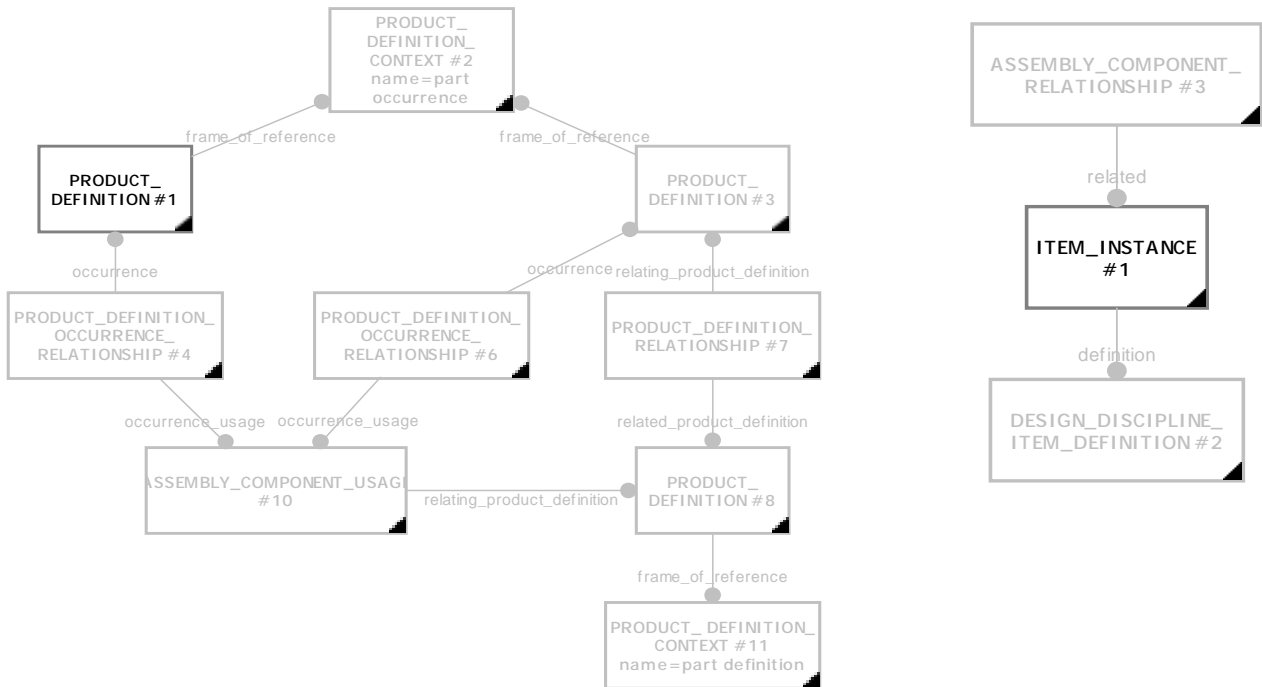 PRODUCT_
DEFINITION_
CONTEXT #2
name=part
occurrence
ASSEMBLY_COMPONENT_
RELATIONSHIP #3
frame_of_reference
frame_of_reference
PRODUCT_
DEFINITION #1
PRODUCT_
DEFINITION #3
related
ITEM_INSTANCE
#1
occurrence
occurrence
relating_product_definition
PRODUCT_DEFINITION_
OCCURRENCE_
RELATIONSHIP #4
PRODUCT_DEFINITION_
OCCURRENCE_
RELATIONSHIP #6
PRODUCT_DEFINITION_
RELATIONSHIP #7
definition
DESIGN_DISCIPLINE_
ITEM_DEFINITION #2
occurrence_usage
occurrence_usage
related_product_definition
ASSEMBLY_COMPONENT_USAGE
#10
relating_product_definition
PRODUCT_
DEFINITION #8
frame_of_reference
PRODUCT_ DEFINITION_
CONTEXT #11
name=part definition